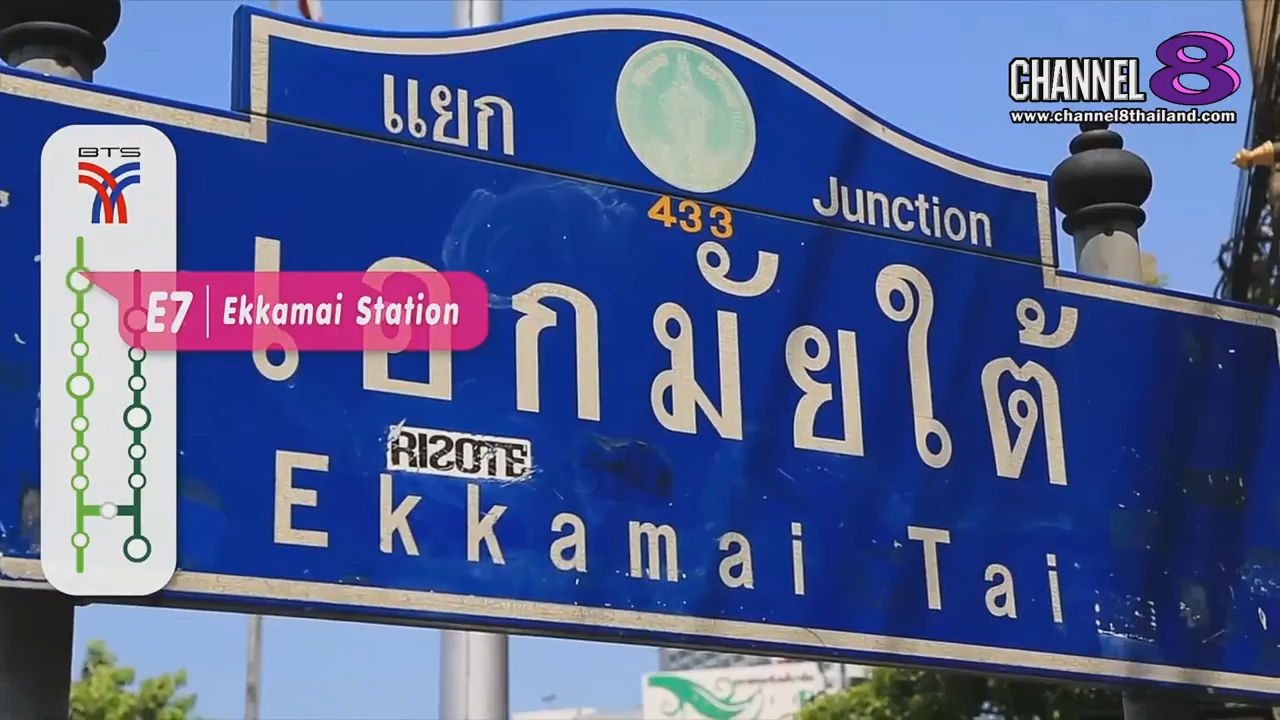 CHANNEL 8
www.channel8thailand.com
BTS
E7 | Ekkamai Station
แยก
Junction
433
เอกมัยใต้
RISOTE
Ekkamai Tai